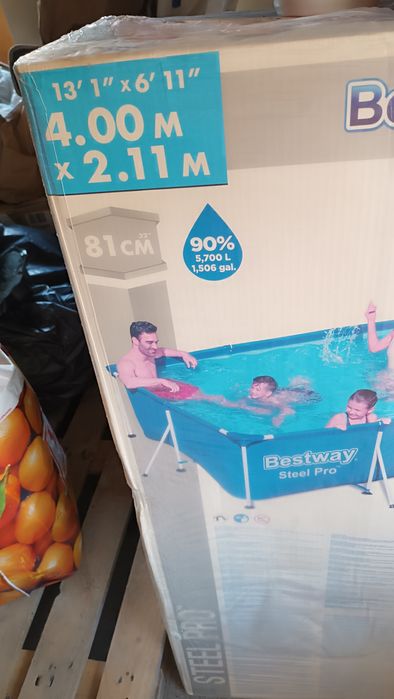 13' 1" x 6' 11"
4.00 M
x 2.11 M
81 CM
32"
90%
5,700 L
1,506 gal.
Bestway
Steel Pro
STEEL PRO